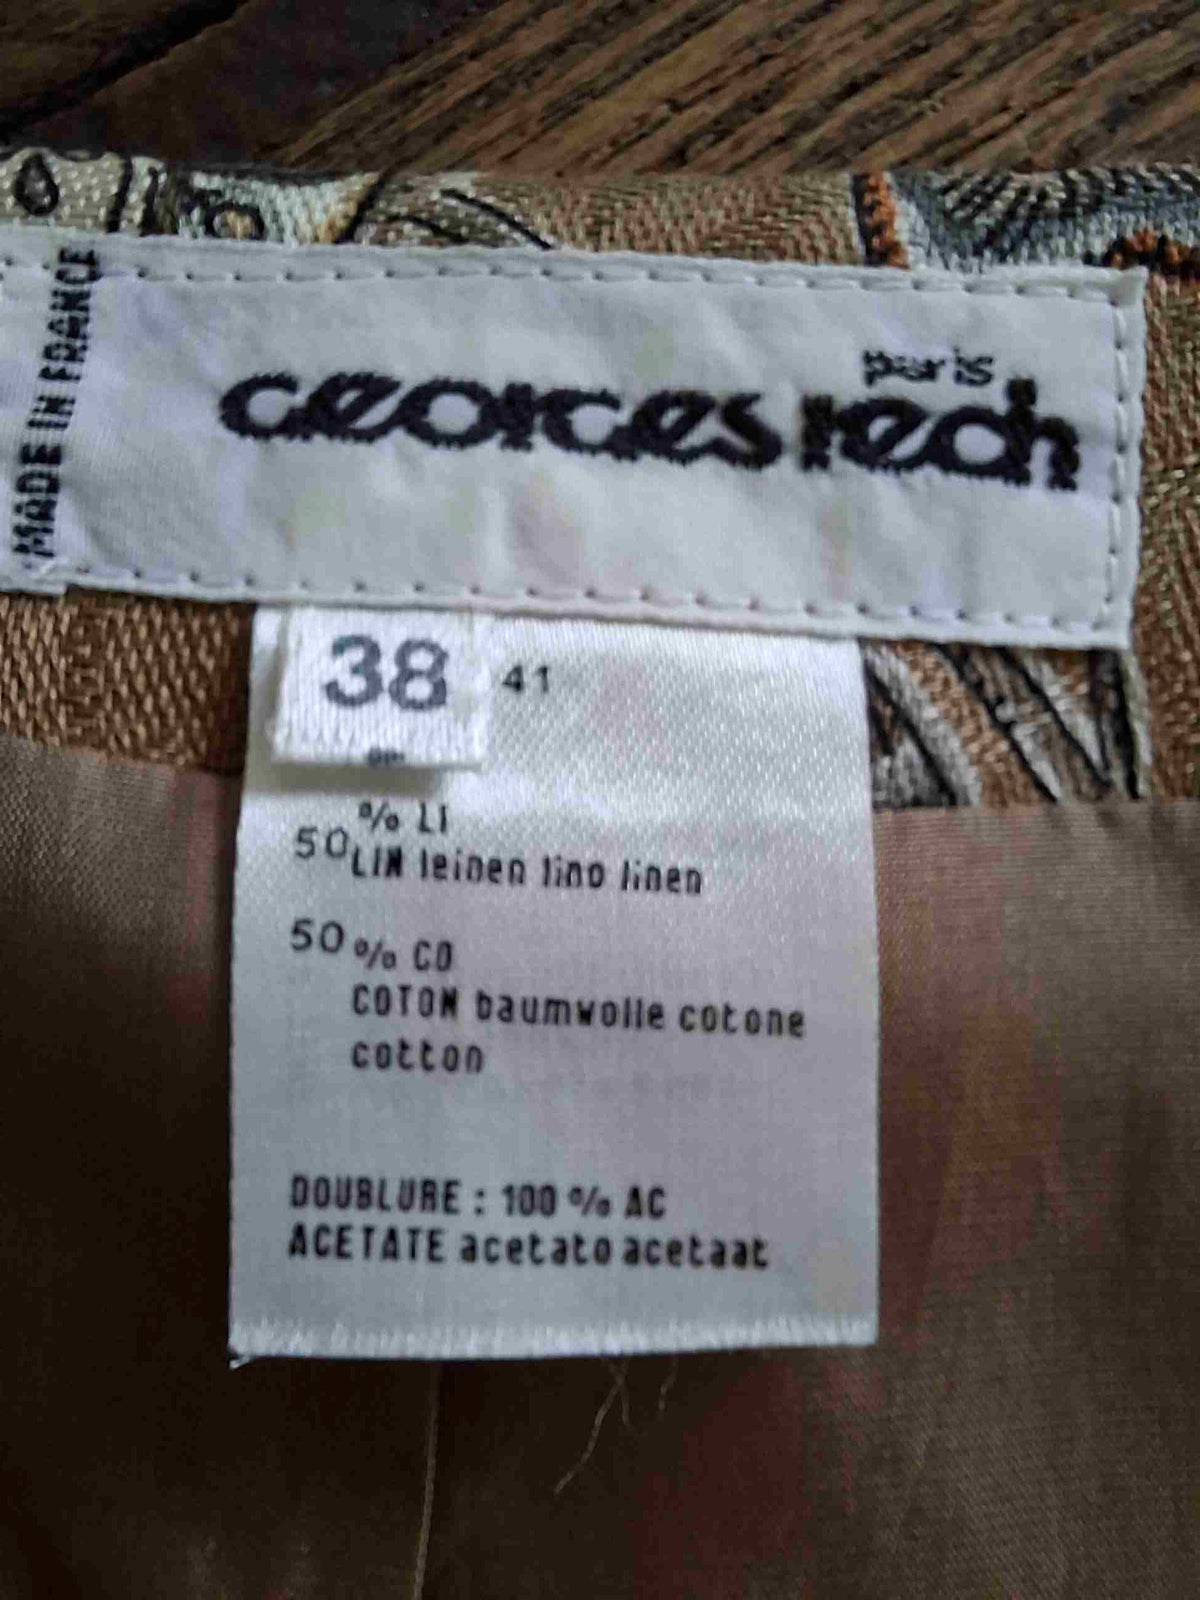 MADE IN FRANCE
paris
GEORGES rech
38
41
% LI
50 LIN leinen lino linen
50 % CO
COTON baumwolle cotone
cotton
DOUBLURE : 100 % AC
ACETATE acetato acetaat